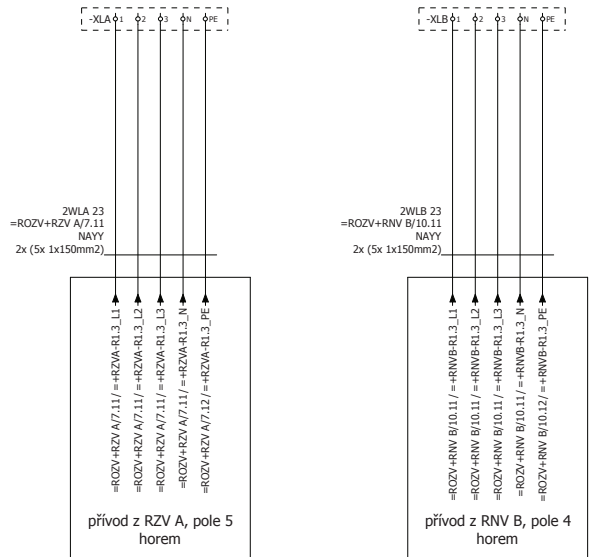 -XLA 1 2 3 N PE
2WLA 23
=ROZV+RZV A/7.11
NAYY
2x (5x 1x150mm2)
=ROZV+RZV A/7.11/ =+RZVA-R1.3_L1
=ROZV+RZV A/7.11/ =+RZVA-R1.3_L2
=ROZV+RZV A/7.11/ =+RZVA-R1.3_L3
=ROZV+RZV A/7.11/ =+RZVA-R1.3_N
=ROZV+RZV A/7.12 / =+RZVA-R1.3_PE
přívod z RZV A, pole 5
horem
-XLB 1 2 3 N PE
2WLB 23
=ROZV+RNV B/10.11
NAYY
2x (5x 1x150mm2)
=ROZV+RNV B/10.11 / =+RNVB-R1.3_L1
=ROZV+RNV B/10.11 / =+RNVB-R1.3_L2
=ROZV+RNV B/10.11 / =+RNVB-R1.3_L3
=ROZV+RNV B/10.11 / =+RNVB-R1.3_N
=ROZV+RNV B/10.12 / =+RNVB-R1.3_PE
přívod z RNV B, pole 4
horem